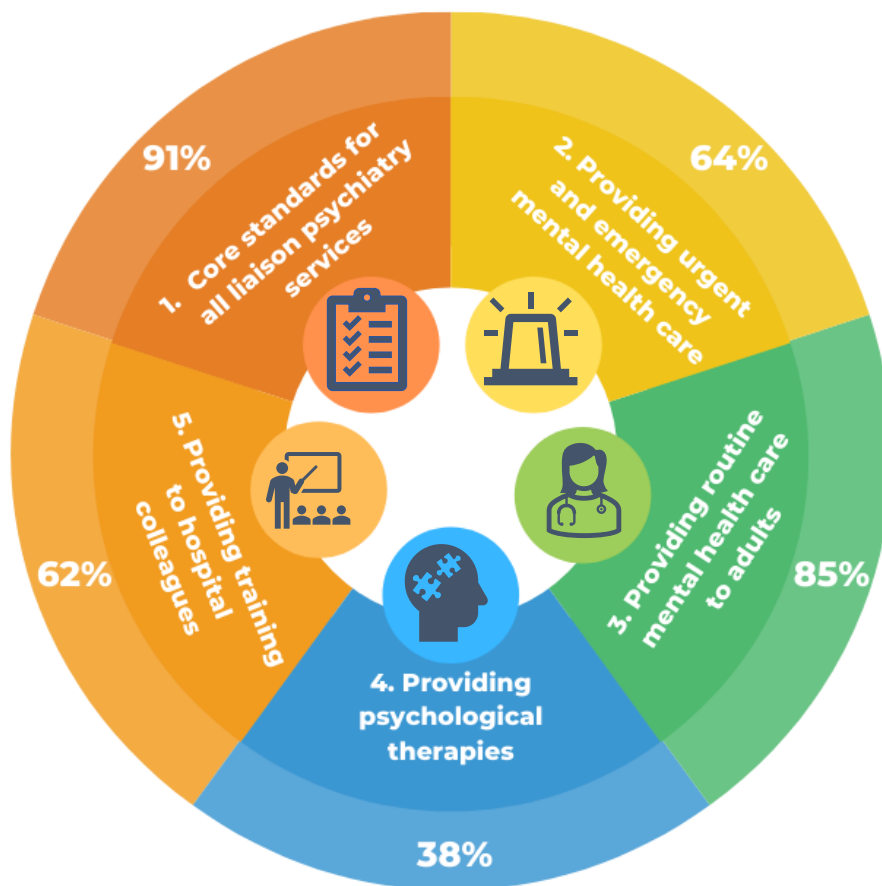 91%
1. Core standards for
all liaison psychiatry
services
64%
2. Providing urgent
and emergency
mental health care
85%
3. Providing routine
mental health care
to adults
38%
4. Providing
psychological
therapies
62%
5. Providing training
to hospital
colleagues